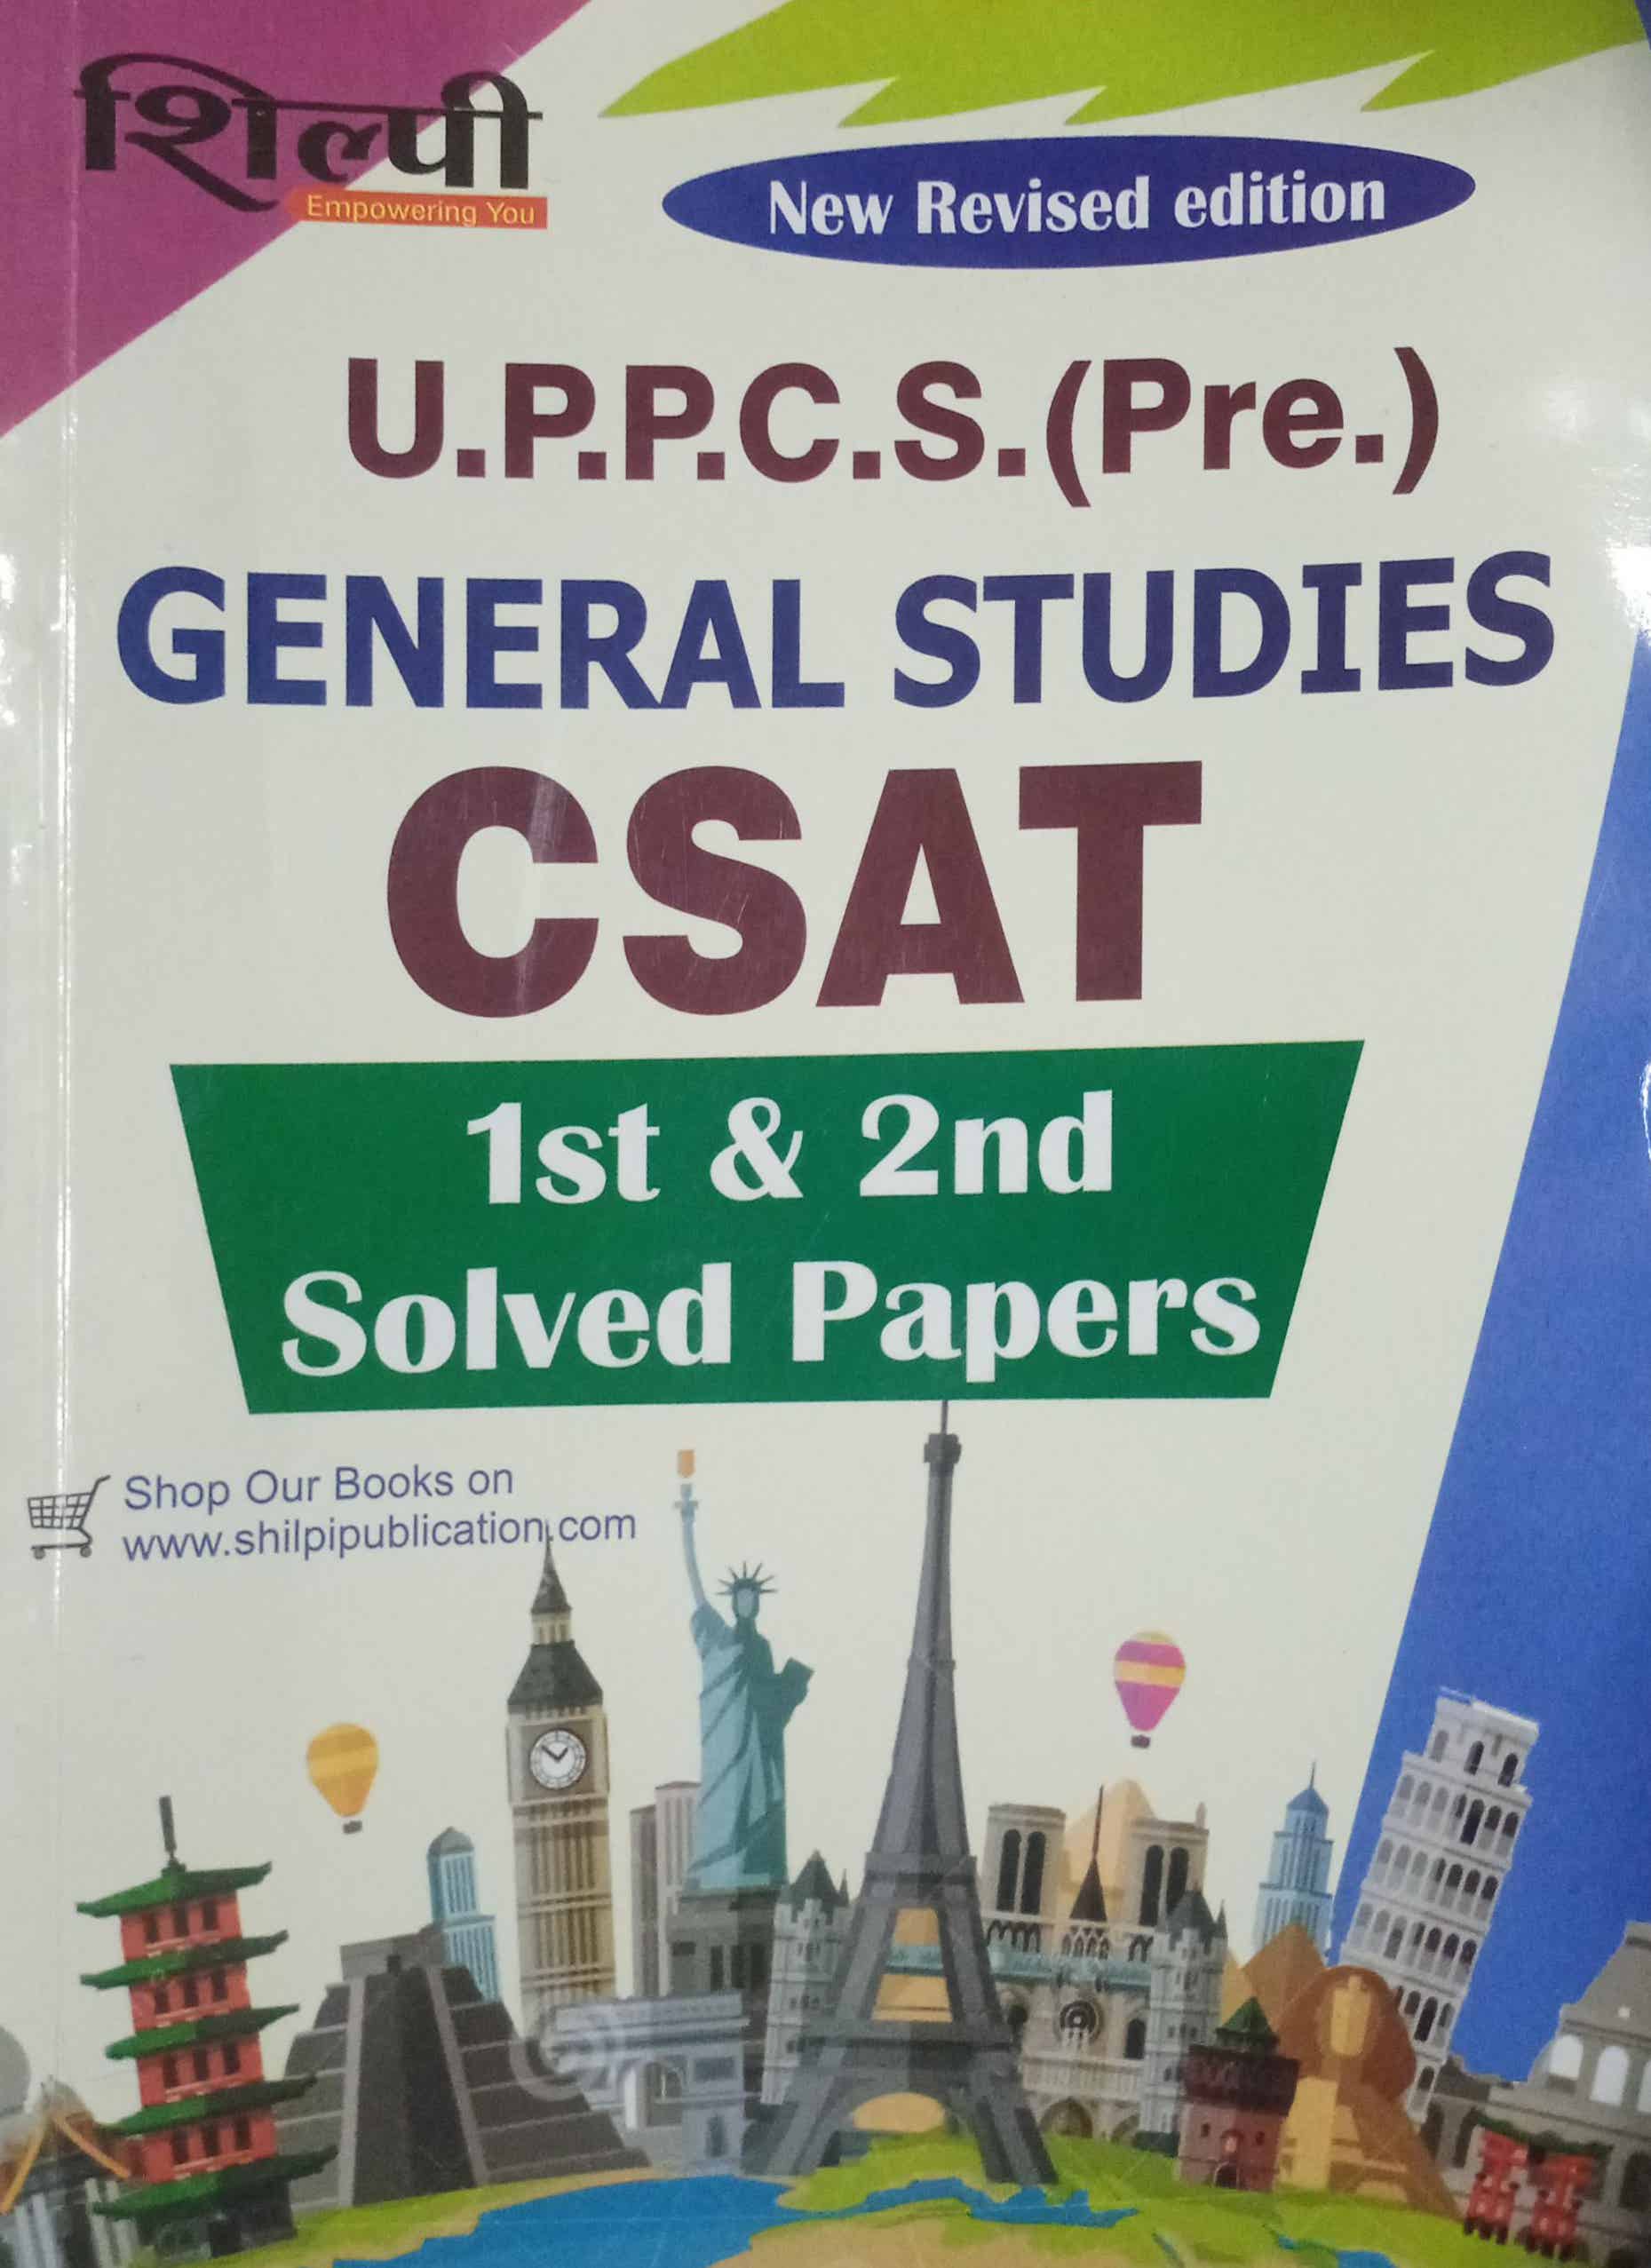 शिल्पी
Empowering You
New Revised edition
U.P.P.C.S.(Pre.)
GENERAL STUDIES
CSAT
1st & 2nd
Solved Papers
Shop Our Books on
www.shilpipublication.com